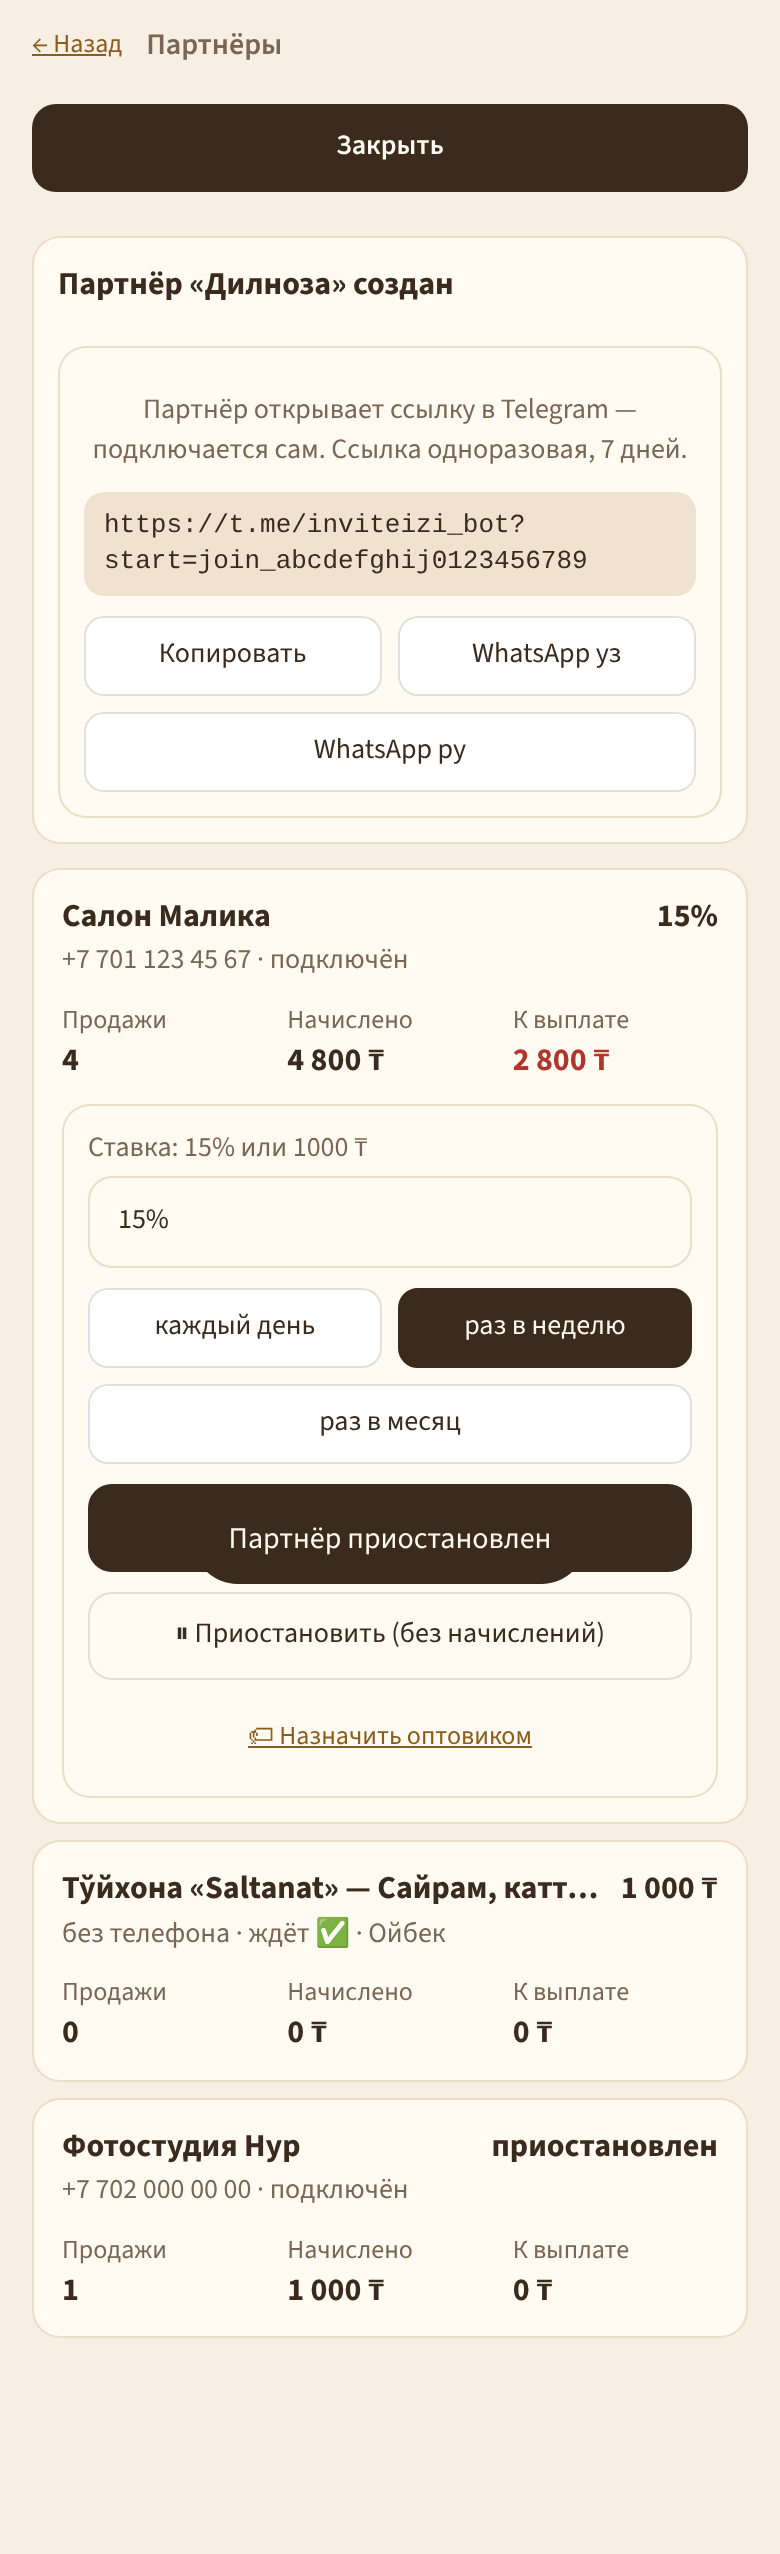 ← Назад Партнёры
Закрыть
Партнёр «Дилноза» создан
Партнёр открывает ссылку в Telegram —
подключается сам. Ссылка одноразовая, 7 дней.
https://t.me/inviteizi_bot?
start=join_abcdefghij0123456789
Копировать WhatsApp уз
WhatsApp ру
Салон Малика 15%
+7 701 123 45 67 · подключён
Продажи Начислено К выплате
4 4 800 ₸ 2 800 ₸
Ставка: 15% или 1000 ₸
15%
каждый день раз в неделю
раз в месяц
Партнёр приостановлен
⏸ Приостановить (без начислений)
🏷 Назначить оптовиком
Тўйхона «Saltanat» — Сайрам, катт... 1 000 ₸
без телефона · ждёт ✅ · Ойбек
Продажи Начислено К выплате
0 0 ₸ 0 ₸
Фотостудия Нур приостановлен
+7 702 000 00 00 · подключён
Продажи Начислено К выплате
1 1 000 ₸ 0 ₸